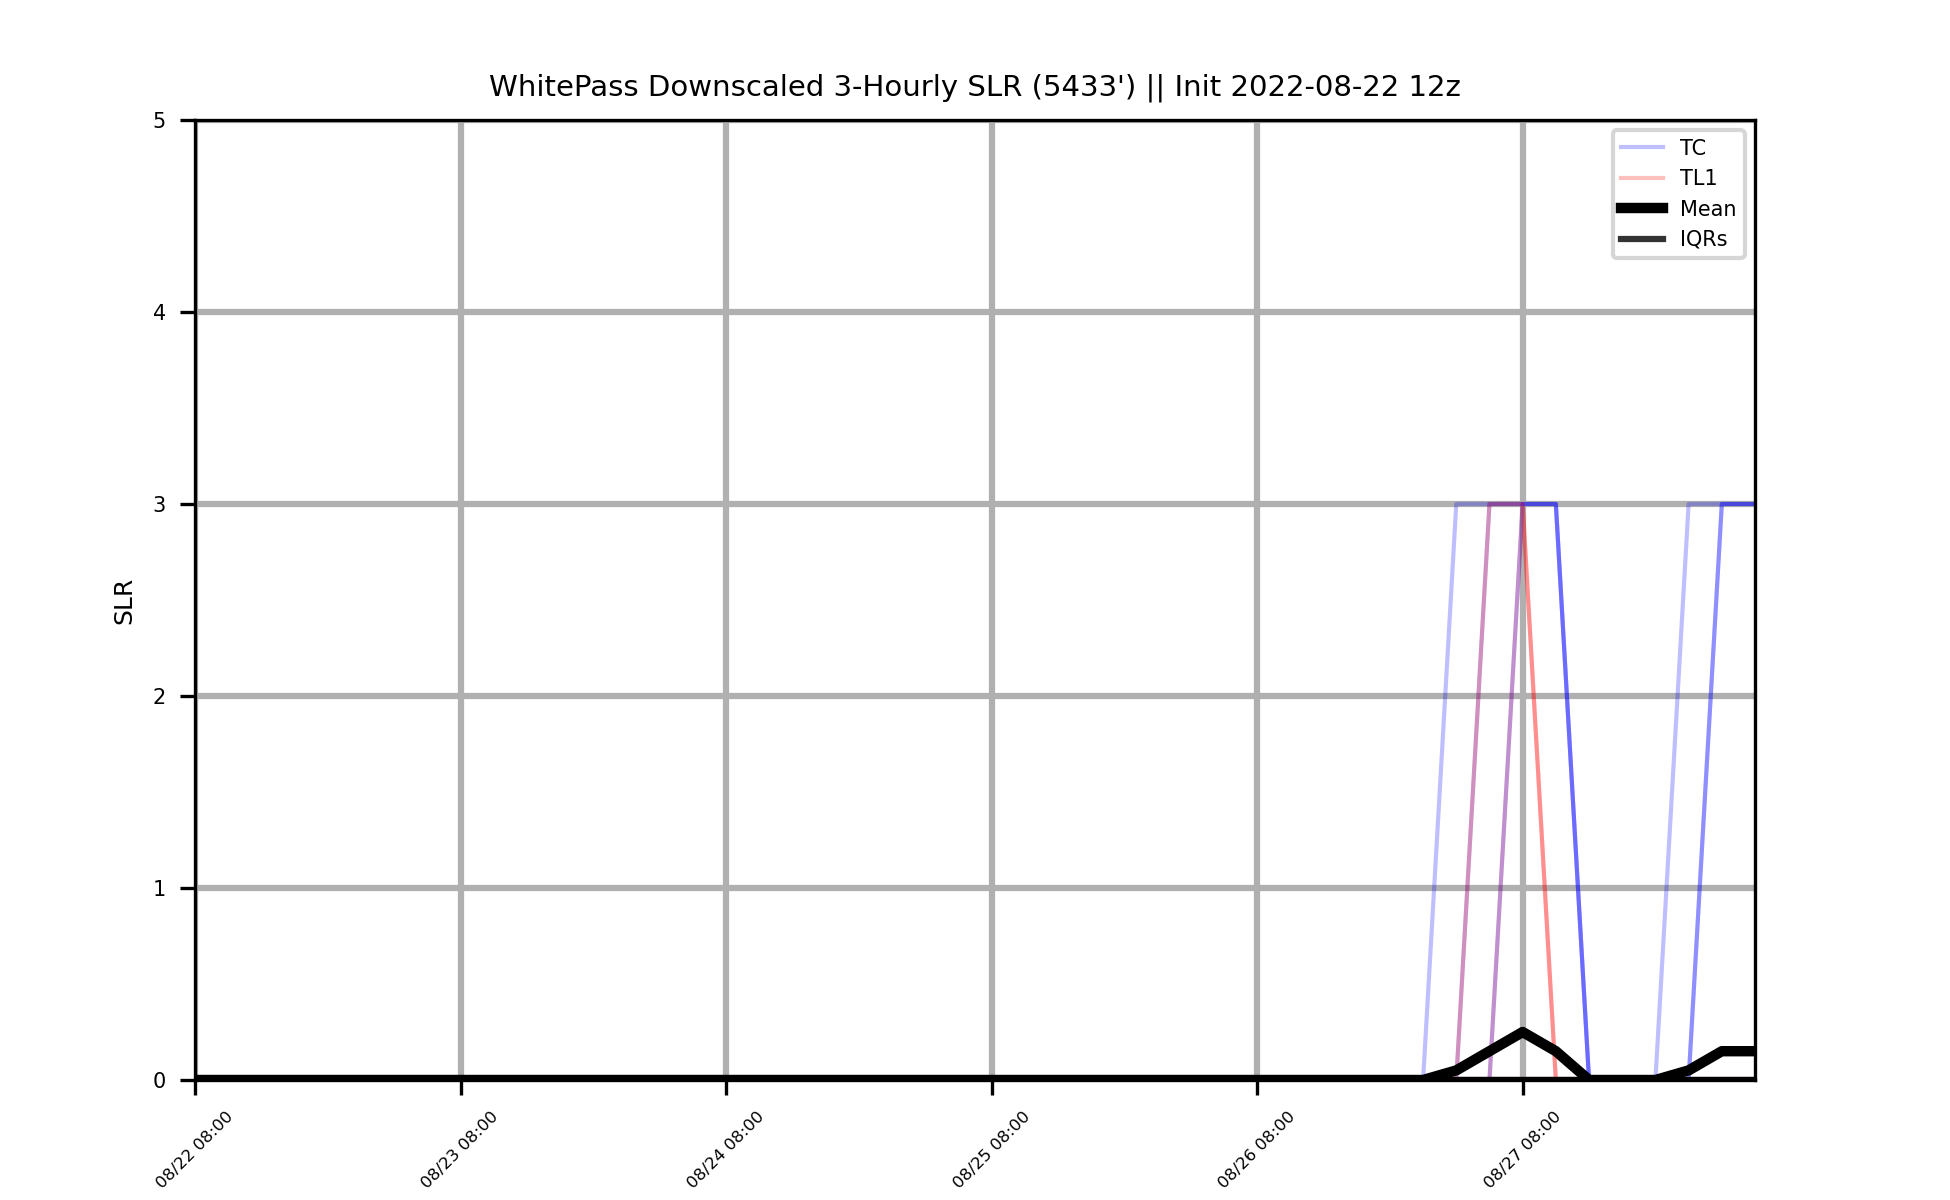 WhitePass Downscaled 3-Hourly SLR (5433') || Init 2022-08-22 12z
5
4
3
2
1
0
SLR
TC
TL1
Mean
IQRs
08/22 08:00
08/23 08:00
08/24 08:00
08/25 08:00
08/26 08:00
08/27 08:00